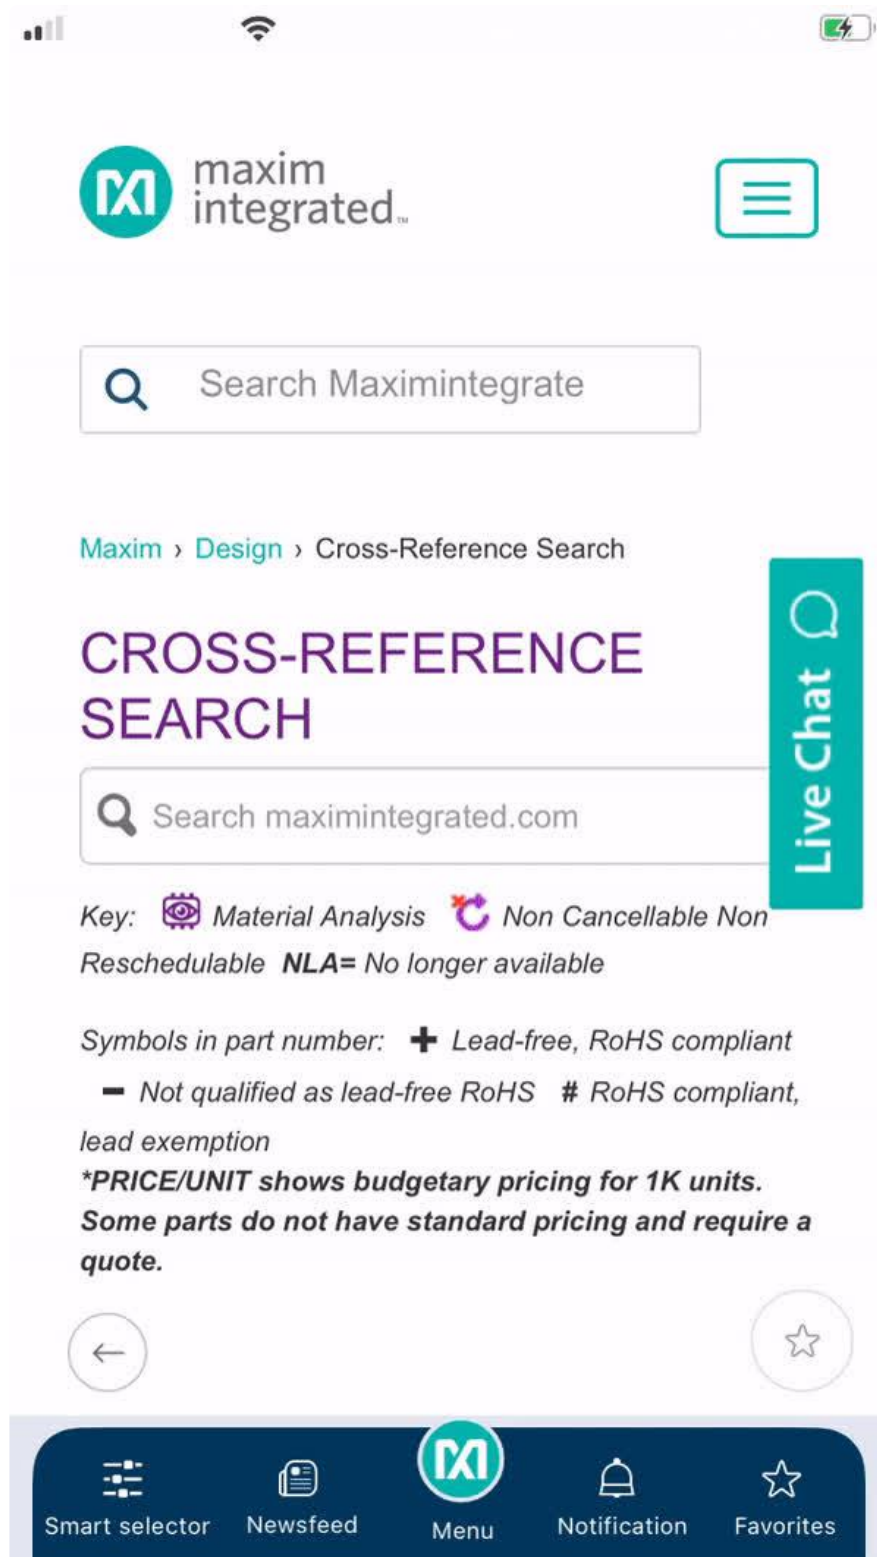 maxim
integrated™
Search Maximintegrate
Maxim › Design › Cross-Reference Search
CROSS-REFERENCE
SEARCH
Live Chat
Search maximintegrated.com
Key: Material Analysis Non Cancellable Non
Reschedulable NLA= No longer available
Symbols in part number: + Lead-free, RoHS compliant
- Not qualified as lead-free RoHS # RoHS compliant,
lead exemption
*PRICE/UNIT shows budgetary pricing for 1K units.
Some parts do not have standard pricing and require a
quote.
Smart selector Newsfeed Menu Notification Favorites